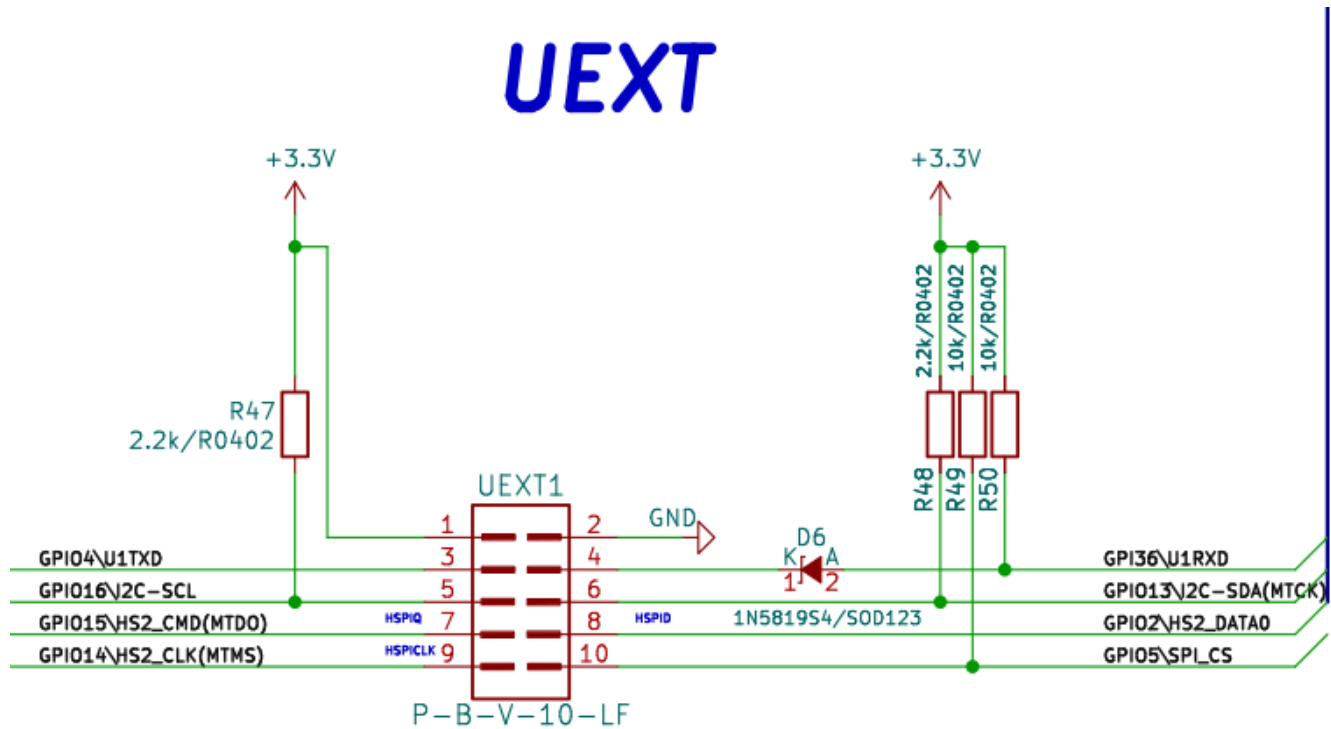 UEXT
+3.3V
+3.3V
2.2k/R0402
10k/R0402
10k/R0402
R47
2.2k/R0402
R48
R49
R50
UEXT1
1
2
GND
3
4
D6
K
A
1
2
1N5819S4/SOD123
GPIO4\U1TXD
GPI36\U1RXD
GPIO16\I2C-SCL
5
6
GPIO13\I2C-SDA(MTCK)
GPIO15\HS2_CMD(MTDO)
HSPIQ
7
8
HSPID
GPIO2\HS2_DATA0
GPIO14\HS2_CLK(MTMS)
HSPICLK
9
10
GPIO5\SPI_CS
P-B-V-10-LF